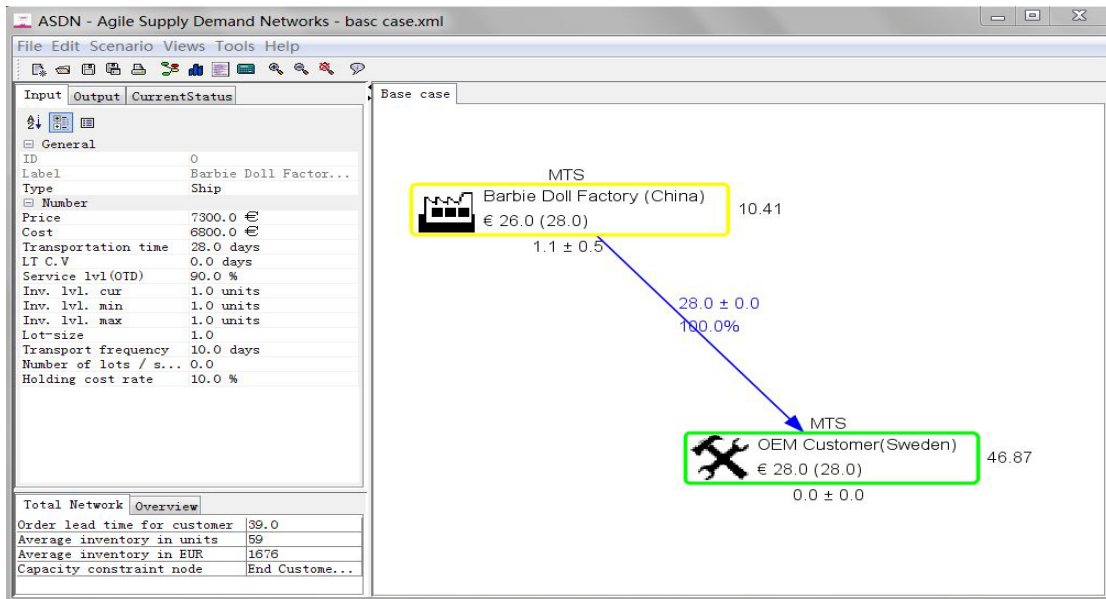 ASDN - Agile Supply Demand Networks - basc case.xml
File Edit Scenario Views Tools Help
Input Output CurrentStatus
General
ID 0
Label Barbie Doll Factor...
Type Ship
Number
Price 7300.0 €
Cost 6800.0 €
Transportation time 28.0 days
LT C.V 0.0 days
Service lvl(OTD) 90.0 %
Inv. lvl. cur 1.0 units
Inv. lvl. min 1.0 units
Inv. lvl. max 1.0 units
Lot-size 1.0
Transport frequency 10.0 days
Number of lots / s... 0.0
Holding cost rate 10.0 %
Total Network Overview
Order lead time for customer 39.0
Average inventory in units 59
Average inventory in EUR 1676
Capacity constraint node End Custome...
Base case
MTS
Barbie Doll Factory (China)
€ 26.0 (28.0)
10.41
1.1 ± 0.5
28.0 ± 0.0
100.0%
MTS
OEM Customer(Sweden)
€ 28.0 (28.0)
46.87
0.0 ± 0.0